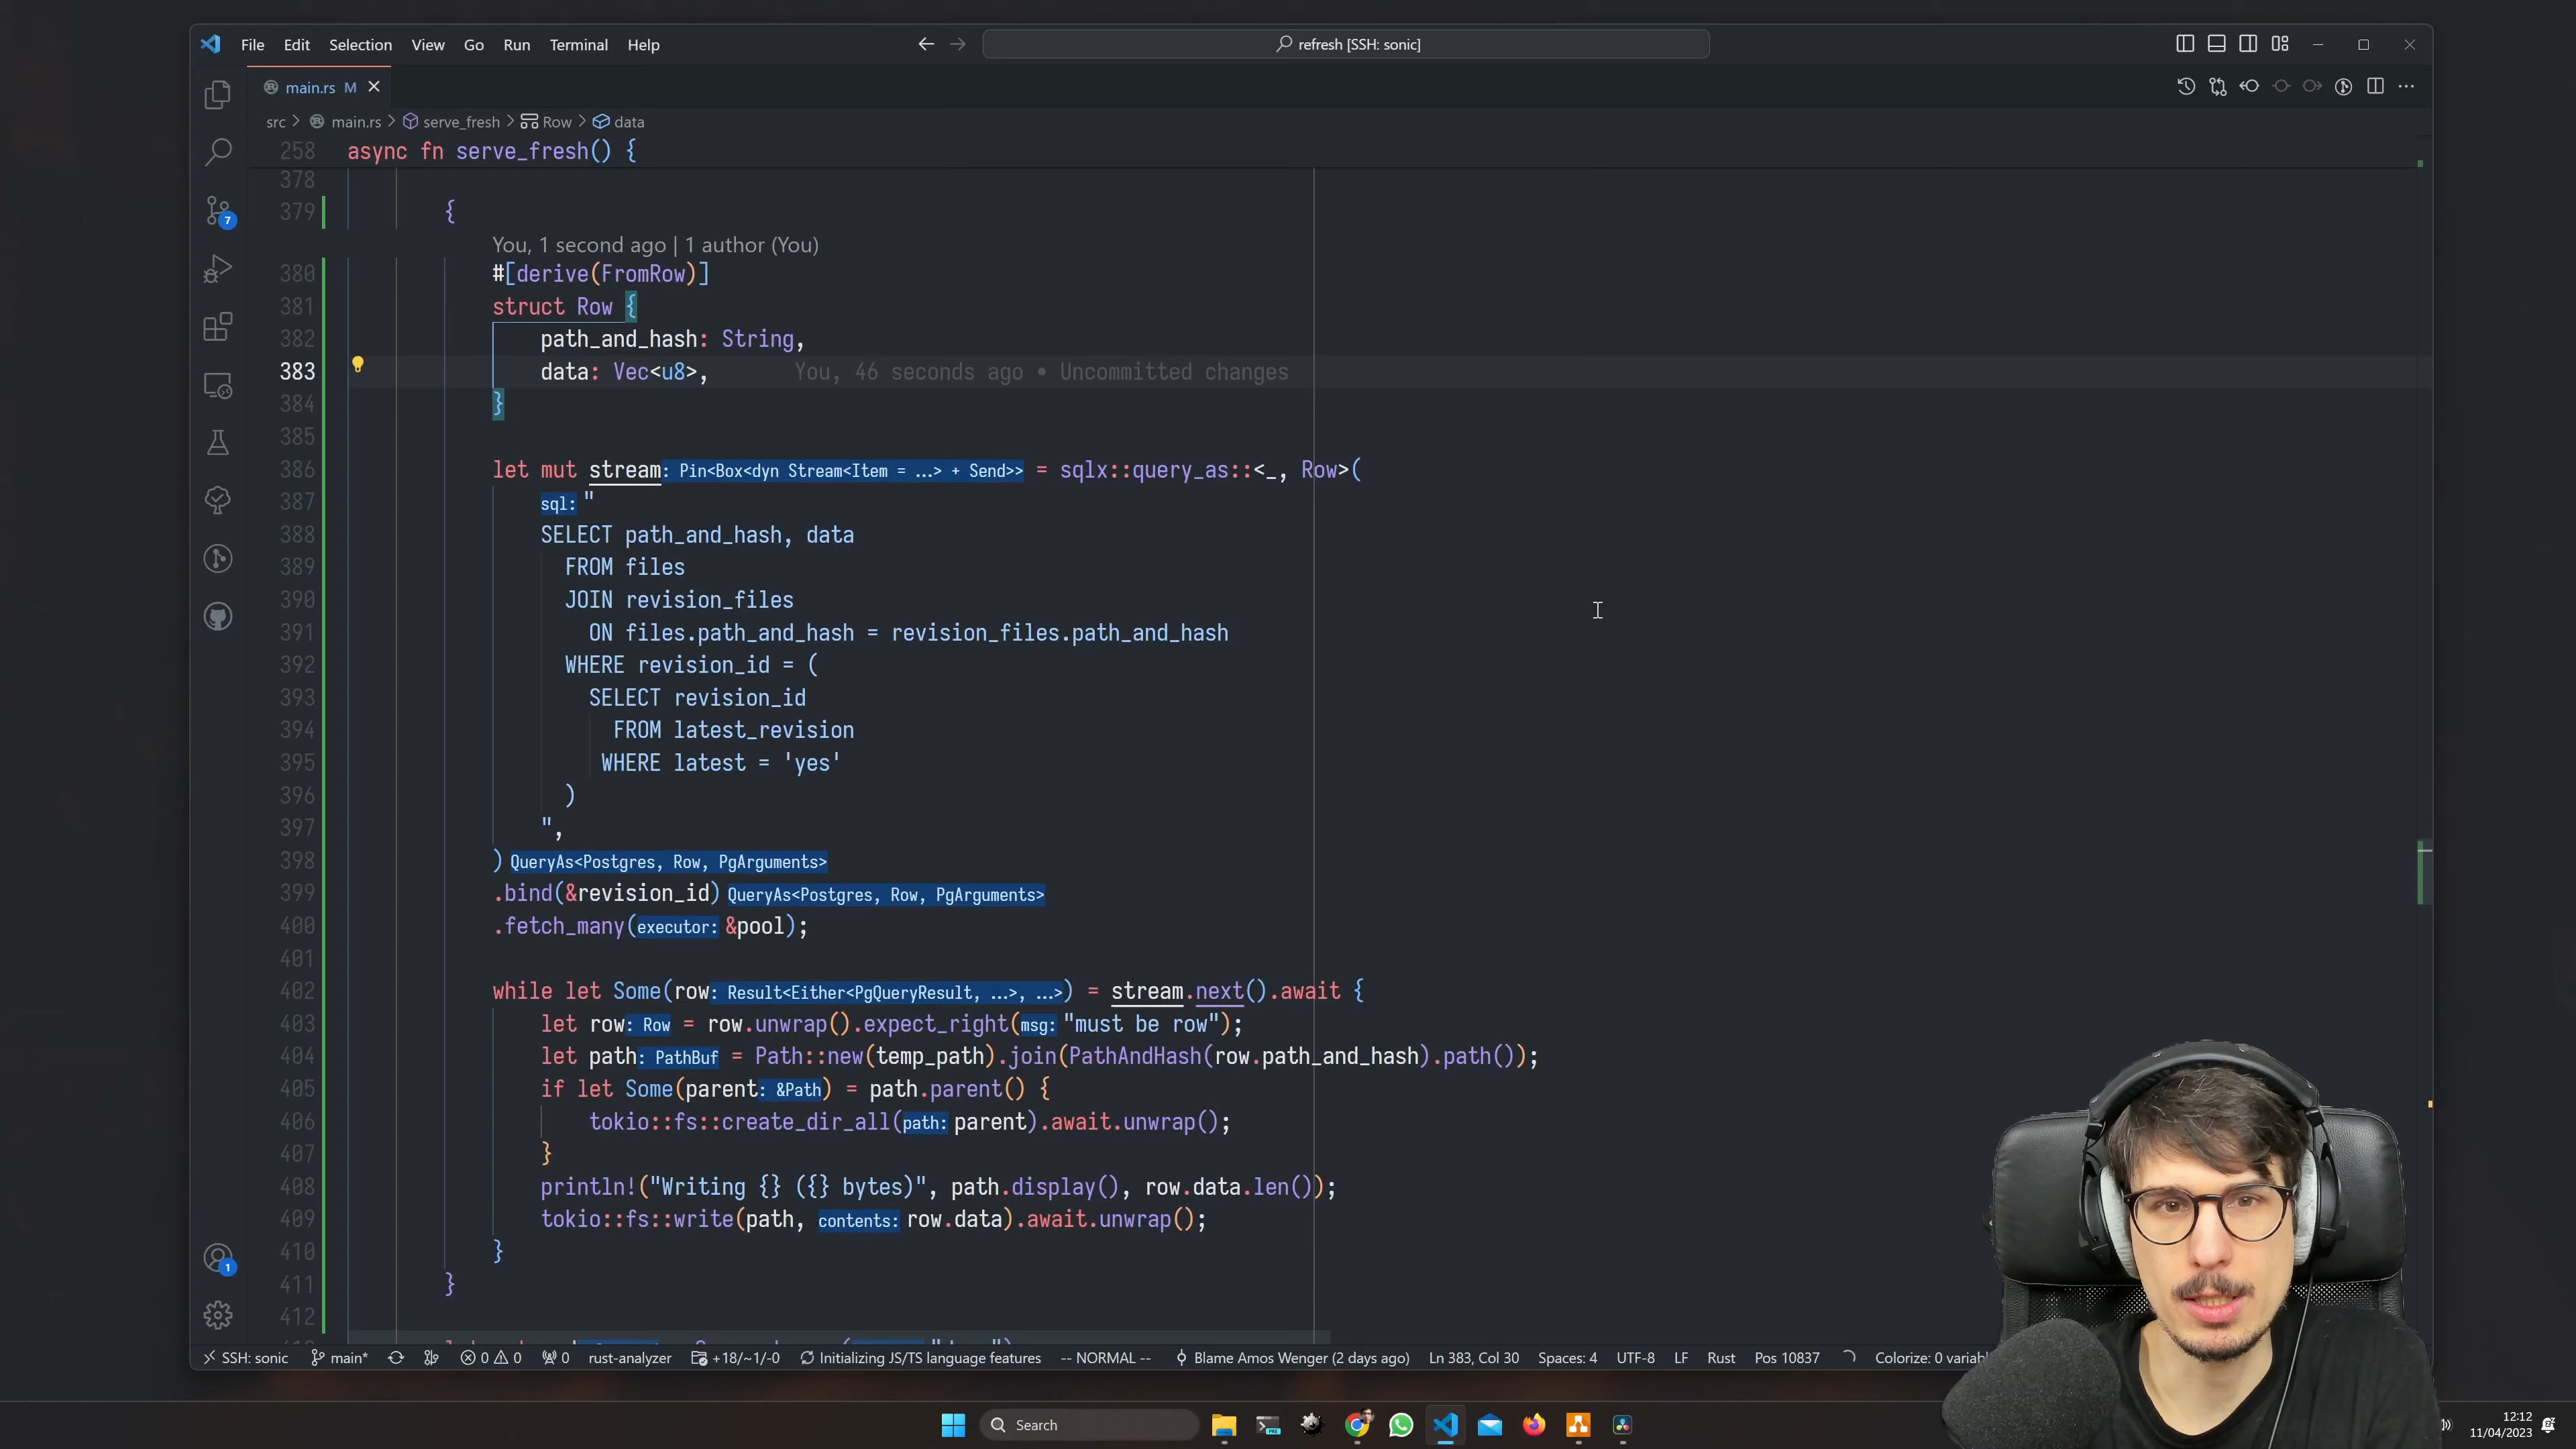 File Edit Selection View Go Run Terminal Help
refresh [SSH: sonic]
main.rs M
src > main.rs > serve_fresh > Row > data
258 async fn serve_fresh() {
378
379 {
You, 1 second ago | 1 author (You)
380 #[derive(FromRow)]
381 struct Row {
382 path_and_hash: String,
383 data: Vec<u8>, You, 46 seconds ago • Uncommitted changes
384 }
385
386 let mut stream: Pin<Box<dyn Stream<Item = ...> + Send>> = sqlx::query_as::<_, Row>(
387 sql: "
388 SELECT path_and_hash, data
389 FROM files
390 JOIN revision_files
391 ON files.path_and_hash = revision_files.path_and_hash
392 WHERE revision_id = (
393 SELECT revision_id
394 FROM latest_revision
395 WHERE latest = 'yes'
396 )
397 ",
398 ) QueryAs<Postgres, Row, PgArguments>
399 .bind(&revision_id) QueryAs<Postgres, Row, PgArguments>
400 .fetch_many(executor: &pool);
401
402 while let Some(row: Result<Either<PgQueryResult, ...>, ...>) = stream.next().await {
403 let row: Row = row.unwrap().expect_right(msg: "must be row");
404 let path: PathBuf = Path::new(temp_path).join(PathAndHash(row.path_and_hash).path());
405 if let Some(parent: &Path) = path.parent() {
406 tokio::fs::create_dir_all(path: parent).await.unwrap();
407 }
408 println!("Writing {} ({} bytes)", path.display(), row.data.len());
409 tokio::fs::write(path, contents: row.data).await.unwrap();
410 }
411 }
412
7
1
SSH: sonic main* 0 0 0 rust-analyzer +18/~1/-0 Initializing JS/TS language features -- NORMAL -- Blame Amos Wenger (2 days ago) Ln 383, Col 30 Spaces: 4 UTF-8 LF Rust Pos 10837 Colorize: 0 variabl
Search
12:12
11/04/2023